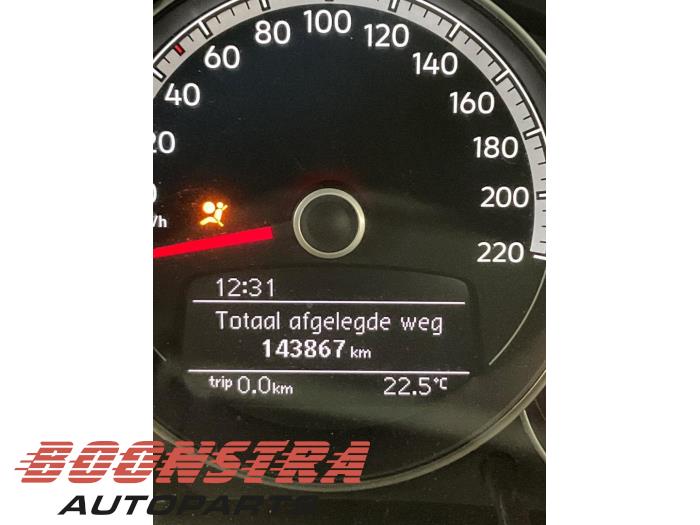 100
80 120
60 140
40 160
20 180
0 200
/h
220
12:31
Totaal afgelegde weg
143867 km
trip 0.0km 22.5°C
BOONSTRA
AUTOPARTS